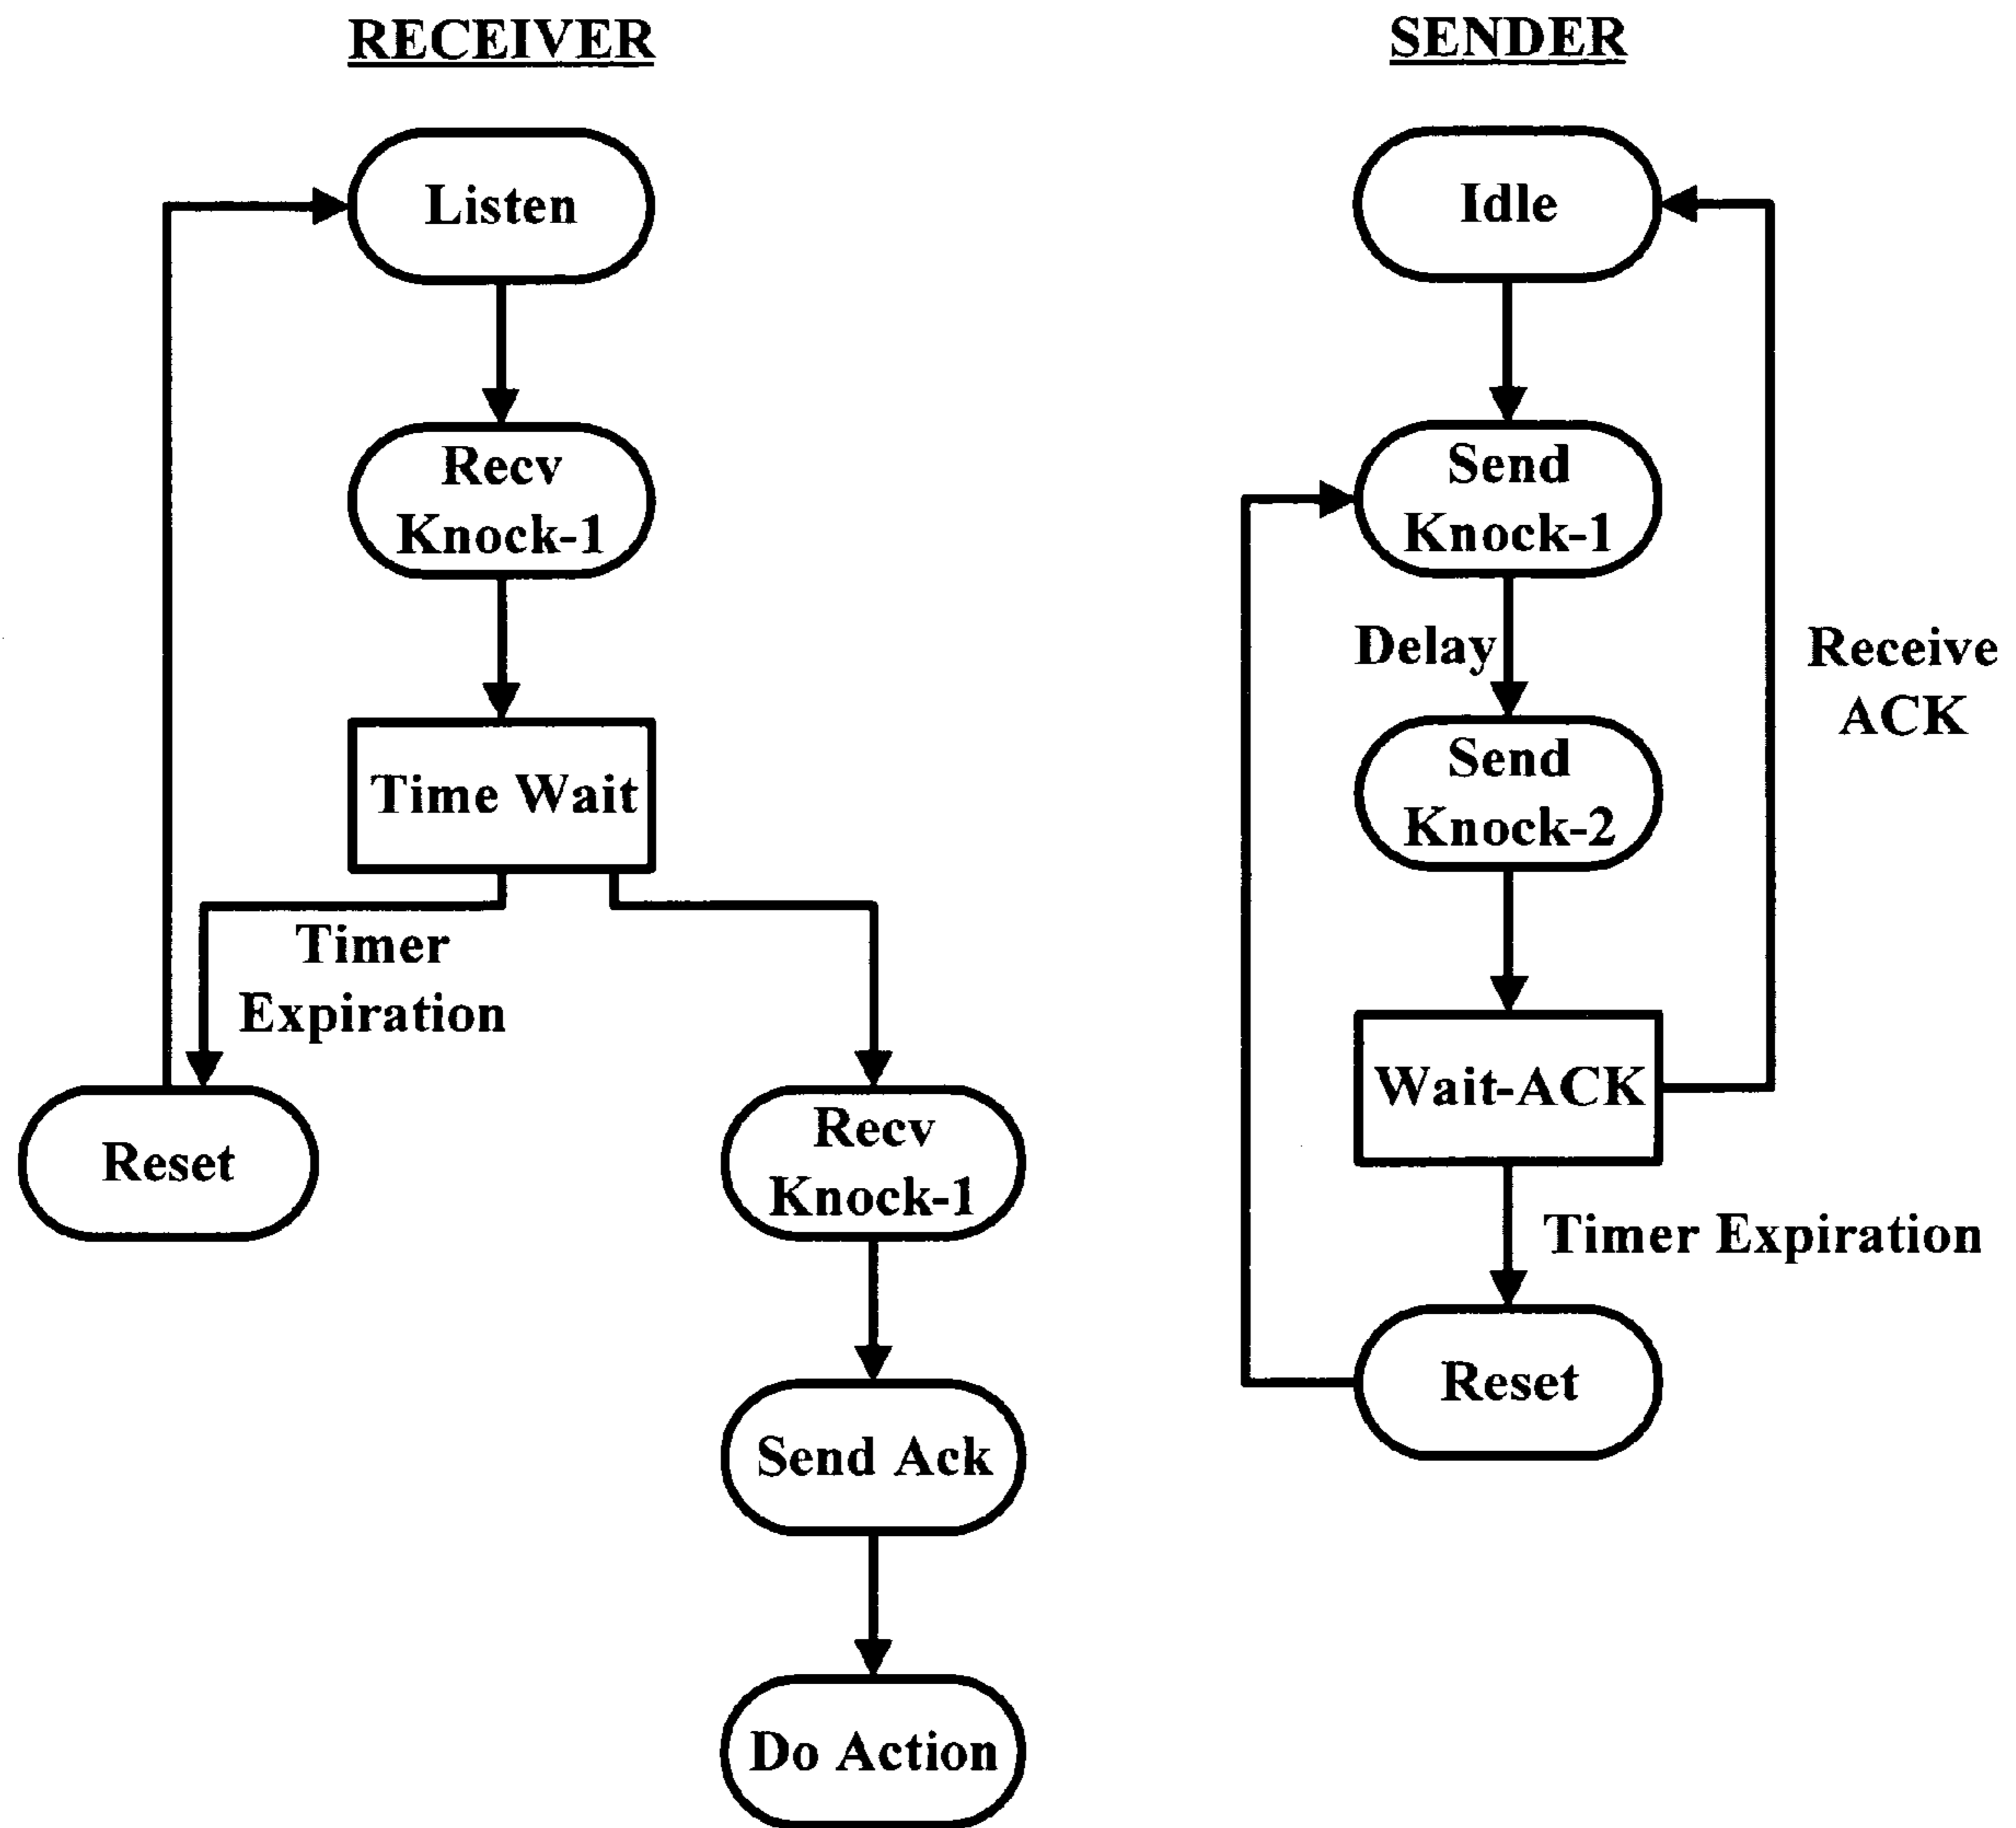 RECEIVER
Listen
Recv
Knock-1
Time Wait
Timer
Expiration
Reset
Recv
Knock-1
Send Ack
Do Action
SENDER
Idle
Send
Knock-1
Delay
Send
Knock-2
Receive
ACK
Wait-ACK
Timer Expiration
Reset